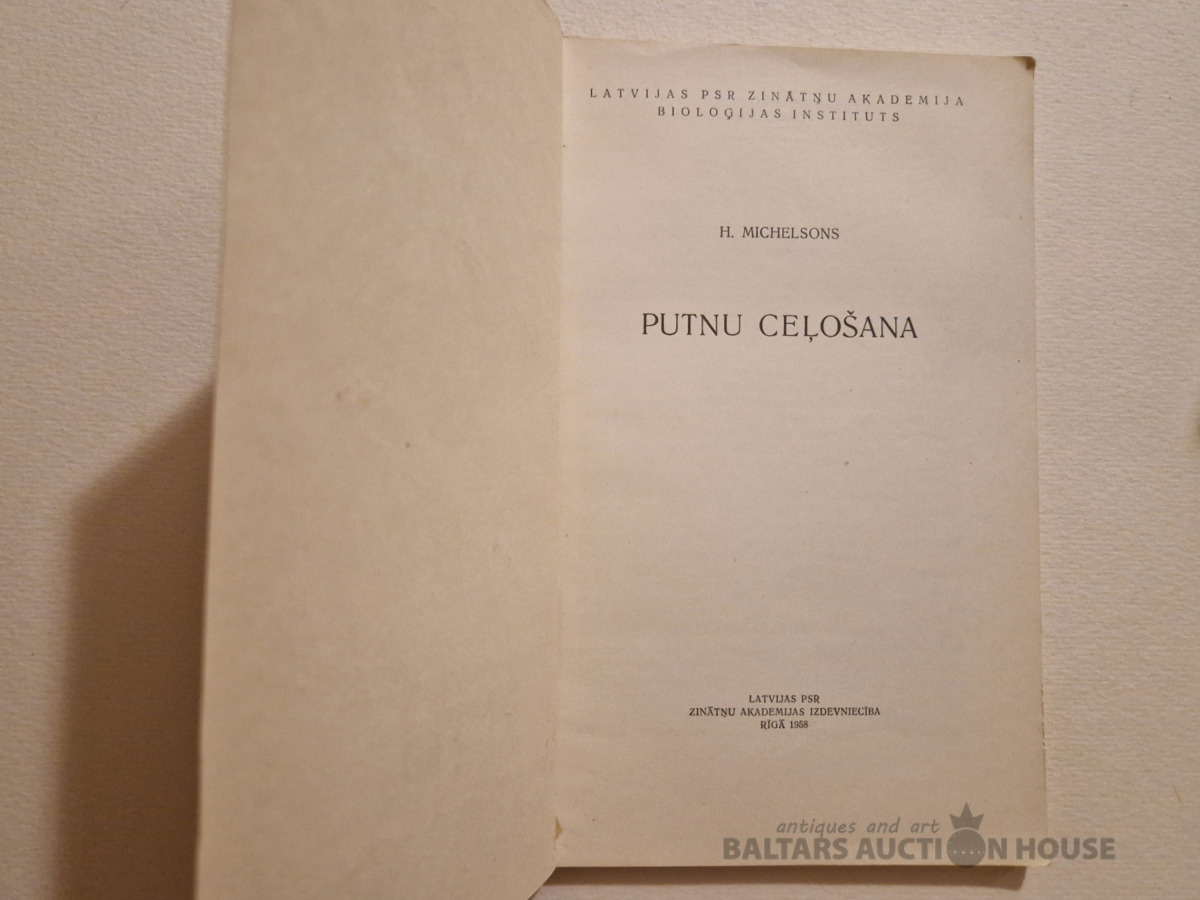 LATVIJAS PSR ZINĀTŅU AKADEMIJA
BIOLOĢIJAS INSTITUTS
H. MICHELSONS
PUTNU CEĻOŠANA
LATVIJAS PSR
ZINĀTŅU AKADEMIJAS IZDEVNIECĪBA
RĪGĀ 1958
antiques and art
BALTARS AUCTION HOUSE